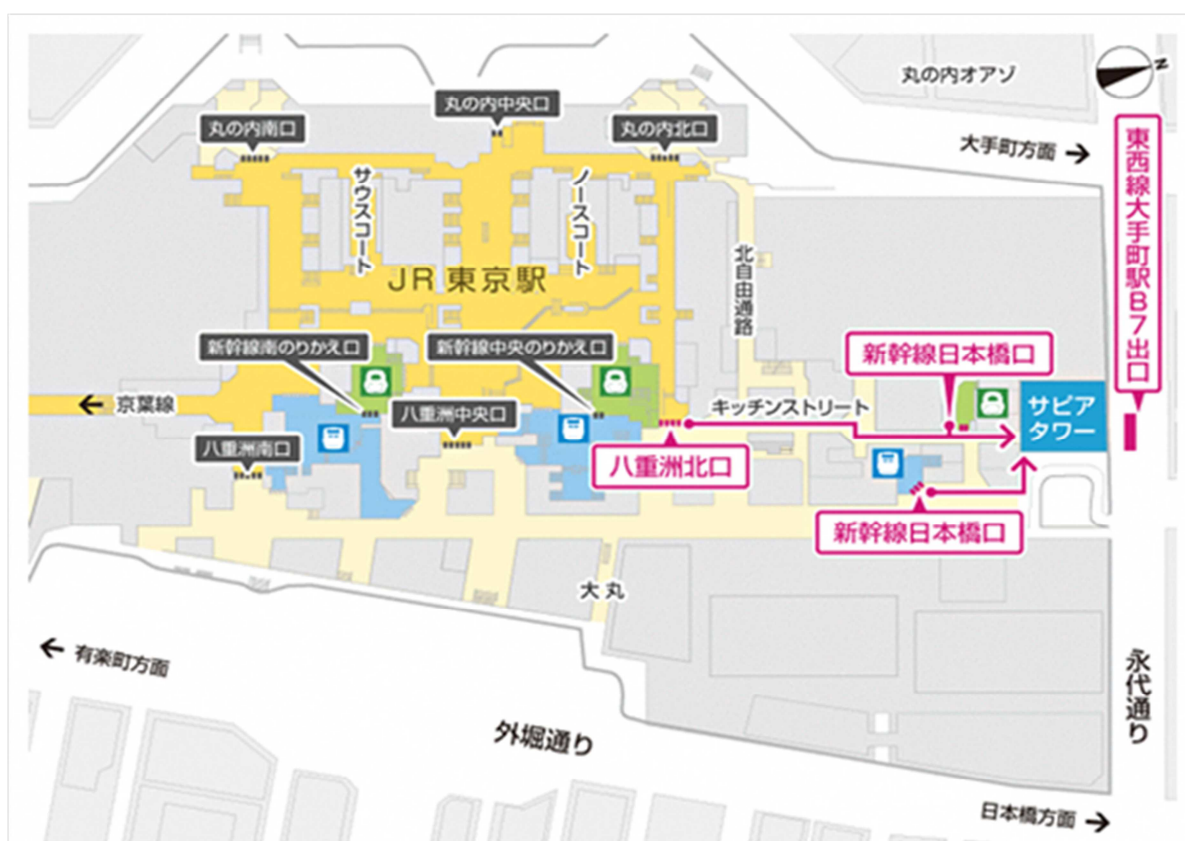 丸の内オアゾ
N
丸の内中央口
丸の内南口
丸の内北口
大手町方面
東西線大手町駅B7出口
サウスコート
ノースコート
JR東京駅
北自由通路
新幹線南のりかえ口
新幹線中央のりかえ口
新幹線日本橋口
京葉線
八重洲中央口
キッチンストリート
サピア
タワー
八重洲南口
八重洲北口
新幹線日本橋口
大丸
有楽町方面
外堀通り
永代通り
日本橋方面